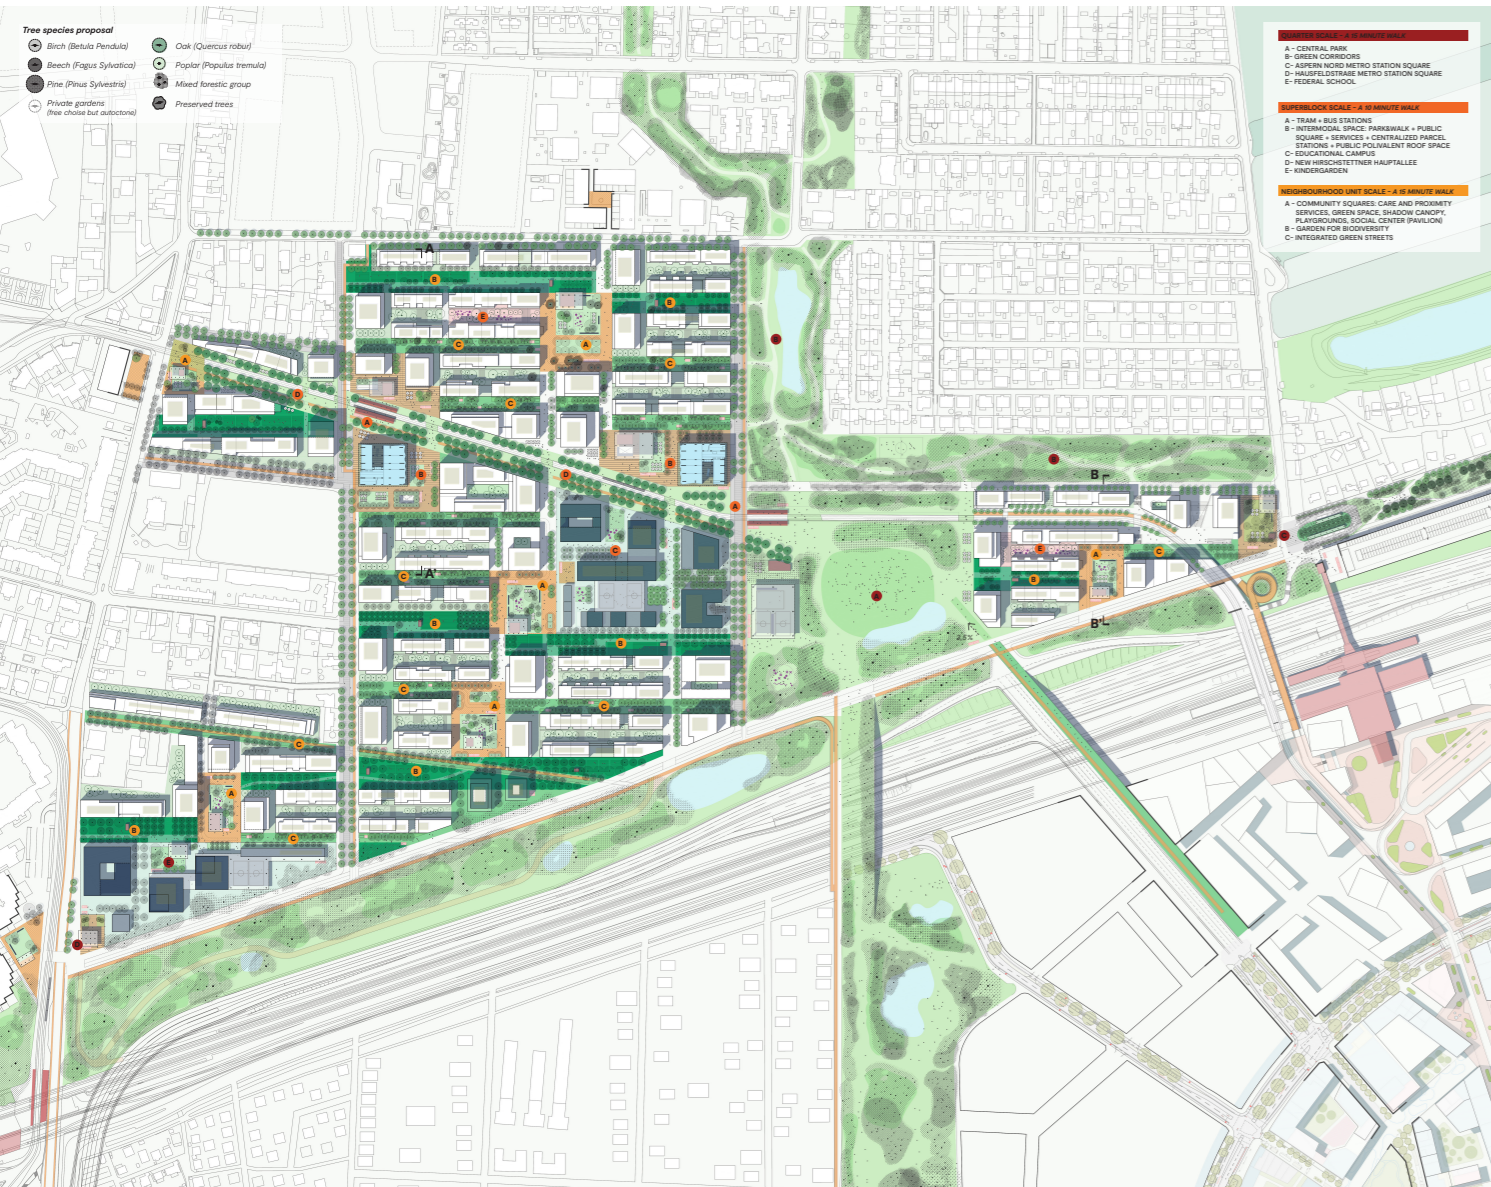 Tree species proposal
Birch (Betula Pendula)
Beech (Fagus Sylvatica)
Pine (Pinus Sylvestris)
Private gardens
(free choise but autoctone)
Oak (Quercus robur)
Poplar (Populus tremula)
Mixed forestic group
Preserved trees
QUARTER SCALE - A 15 MINUTE WALK
A - CENTRAL PARK
B- GREEN CORRIDORS
C- ASPERN NORD METRO STATION SQUARE
D- HAUSFELDSTRABE METRO STATION SQUARE
E- FEDERAL SCHOOL
SUPERBLOCK SCALE - A 10 MINUTE WALK
A - TRAM + BUS STATIONS
B - INTERMODAL SPACE: PARK&WALK + PUBLIC
SQUARE + SERVICES + CENTRALIZED PARCEL
STATIONS + PUBLIC POLIVALENT ROOF SPACE
C- EDUCATIONAL CAMPUS
D- NEW HIRSCHSTETTNER HAUPTALLEE
E- KINDERGARDEN
NEIGHBOURHOOD UNIT SCALE - A 15 MINUTE WALK
A - COMMUNITY SQUARES: CARE AND PROXIMITY
SERVICES, GREEN SPACE, SHADOW CANOPY,
PLAYGROUNDS, SOCIAL CENTER (PAVILION)
B - GARDEN FOR BIODIVERSITY
C- INTEGRATED GREEN STREETS
A
B
B
E
C
A
B
A
C
D
C
A
B
B
B
D
B
A
C
C
A'
A
A
B
E
A
C
B
B'
C
B
B
C
A
C
C
B
A
B
C
E
D